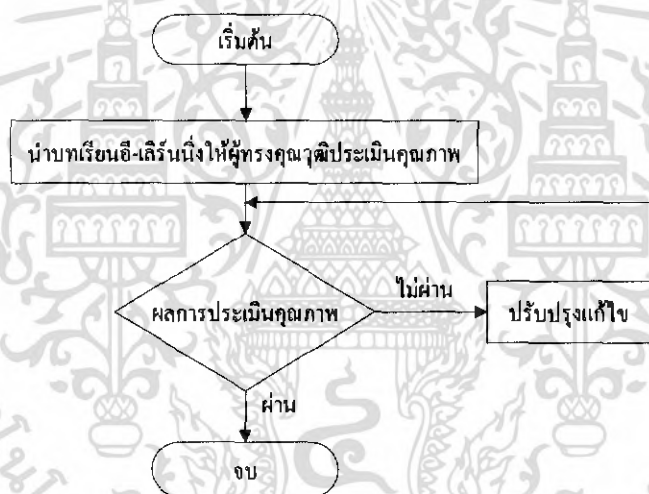 เริ่มต้น
นำบทเรียนอี-เลิร์นนิ่งให้ผู้ทรงคุณวุฒิประเมินคุณภาพ
ผลการประเมินคุณภาพ
ไม่ผ่าน
ปรับปรุงแก้ไข
ผ่าน
จบ